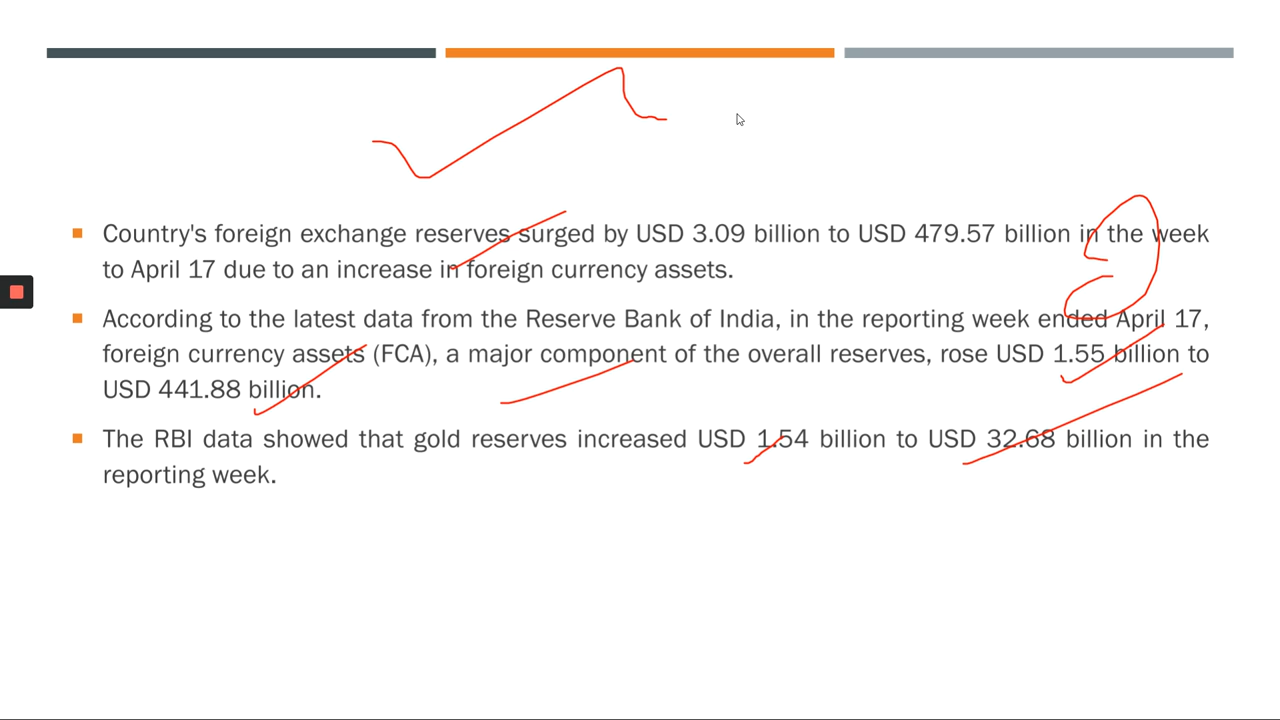 Country's foreign exchange reserves surged by USD 3.09 billion to USD 479.57 billion in the week
to April 17 due to an increase in foreign currency assets.
According to the latest data from the Reserve Bank of India, in the reporting week ended April 17,
foreign currency assets (FCA), a major component of the overall reserves, rose USD 1.55 billion to
USD 441.88 billion.
The RBI data showed that gold reserves increased USD 1.54 billion to USD 32.68 billion in the
reporting week.